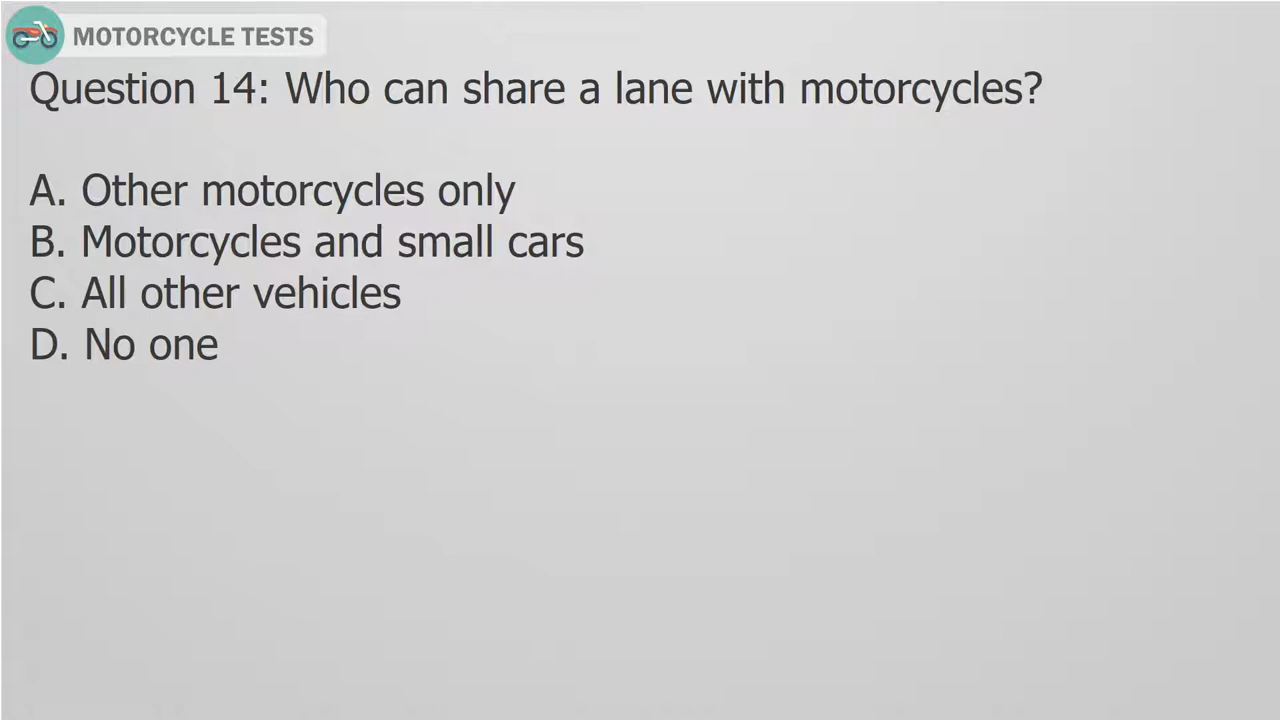 MOTORCYCLE TESTS
Question 14: Who can share a lane with motorcycles?
A. Other motorcycles only
B. Motorcycles and small cars
C. All other vehicles
D. No one